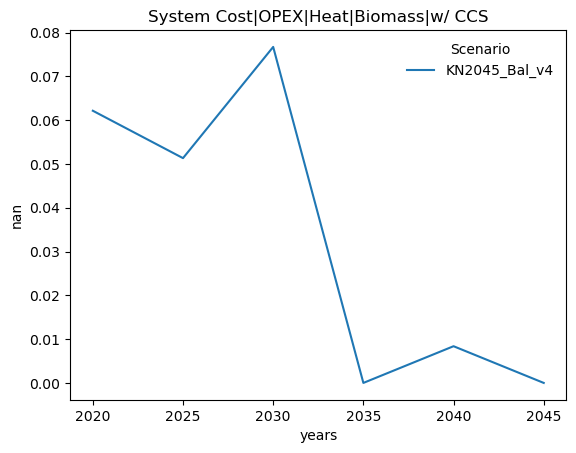 System Cost|OPEX|Heat|Biomass|w/ CCS
Scenario
KN2045_Bal_v4
0.08
0.07
0.06
0.05
0.04
0.03
0.02
0.01
0.00
nan
2020 2025 2030 2035 2040 2045
years